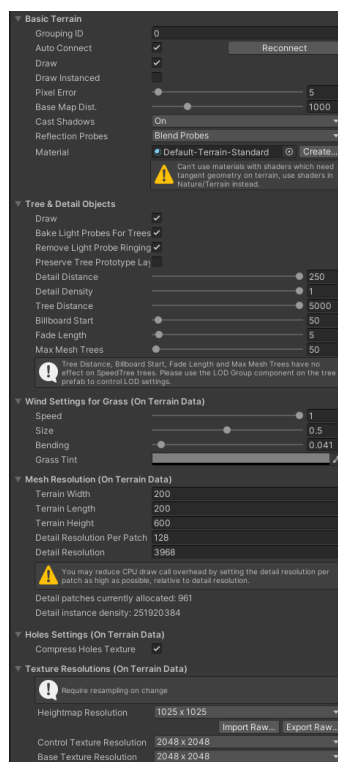 Basic Terrain
Grouping ID 0
Auto Connect Reconnect
Draw
Draw Instanced
Pixel Error 5
Base Map Dist. 1000
Cast Shadows On
Reflection Probes Blend Probes
Material Default-Terrain-Standard Create...
Can't use materials with shaders which need
tangent geometry on terrain, use shaders in
Nature/Terrain instead.
Tree & Detail Objects
Draw
Bake Light Probes For Trees
Remove Light Probe Ringing
Preserve Tree Prototype Lay
Detail Distance 250
Detail Density 1
Tree Distance 5000
Billboard Start 50
Fade Length 5
Max Mesh Trees 50
Tree Distance, Billboard Start, Fade Length and Max Mesh Trees have no
effect on SpeedTree trees. Please use the LOD Group component on the tree
prefab to control LOD settings.
Wind Settings for Grass (On Terrain Data)
Speed 1
Size 0.5
Bending 0.041
Grass Tint
Mesh Resolution (On Terrain Data)
Terrain Width 200
Terrain Length 200
Terrain Height 600
Detail Resolution Per Patch 128
Detail Resolution 3968
You may reduce CPU draw call overhead by setting the detail resolution per
patch as high as possible, relative to detail resolution.
Detail patches currently allocated: 961
Detail instance density: 251920384
Holes Settings (On Terrain Data)
Compress Holes Texture
Texture Resolutions (On Terrain Data)
Require resampling on change
Heightmap Resolution 1025 x 1025
Import Raw... Export Raw...
Control Texture Resolution 2048 x 2048
Base Texture Resolution 2048 x 2048